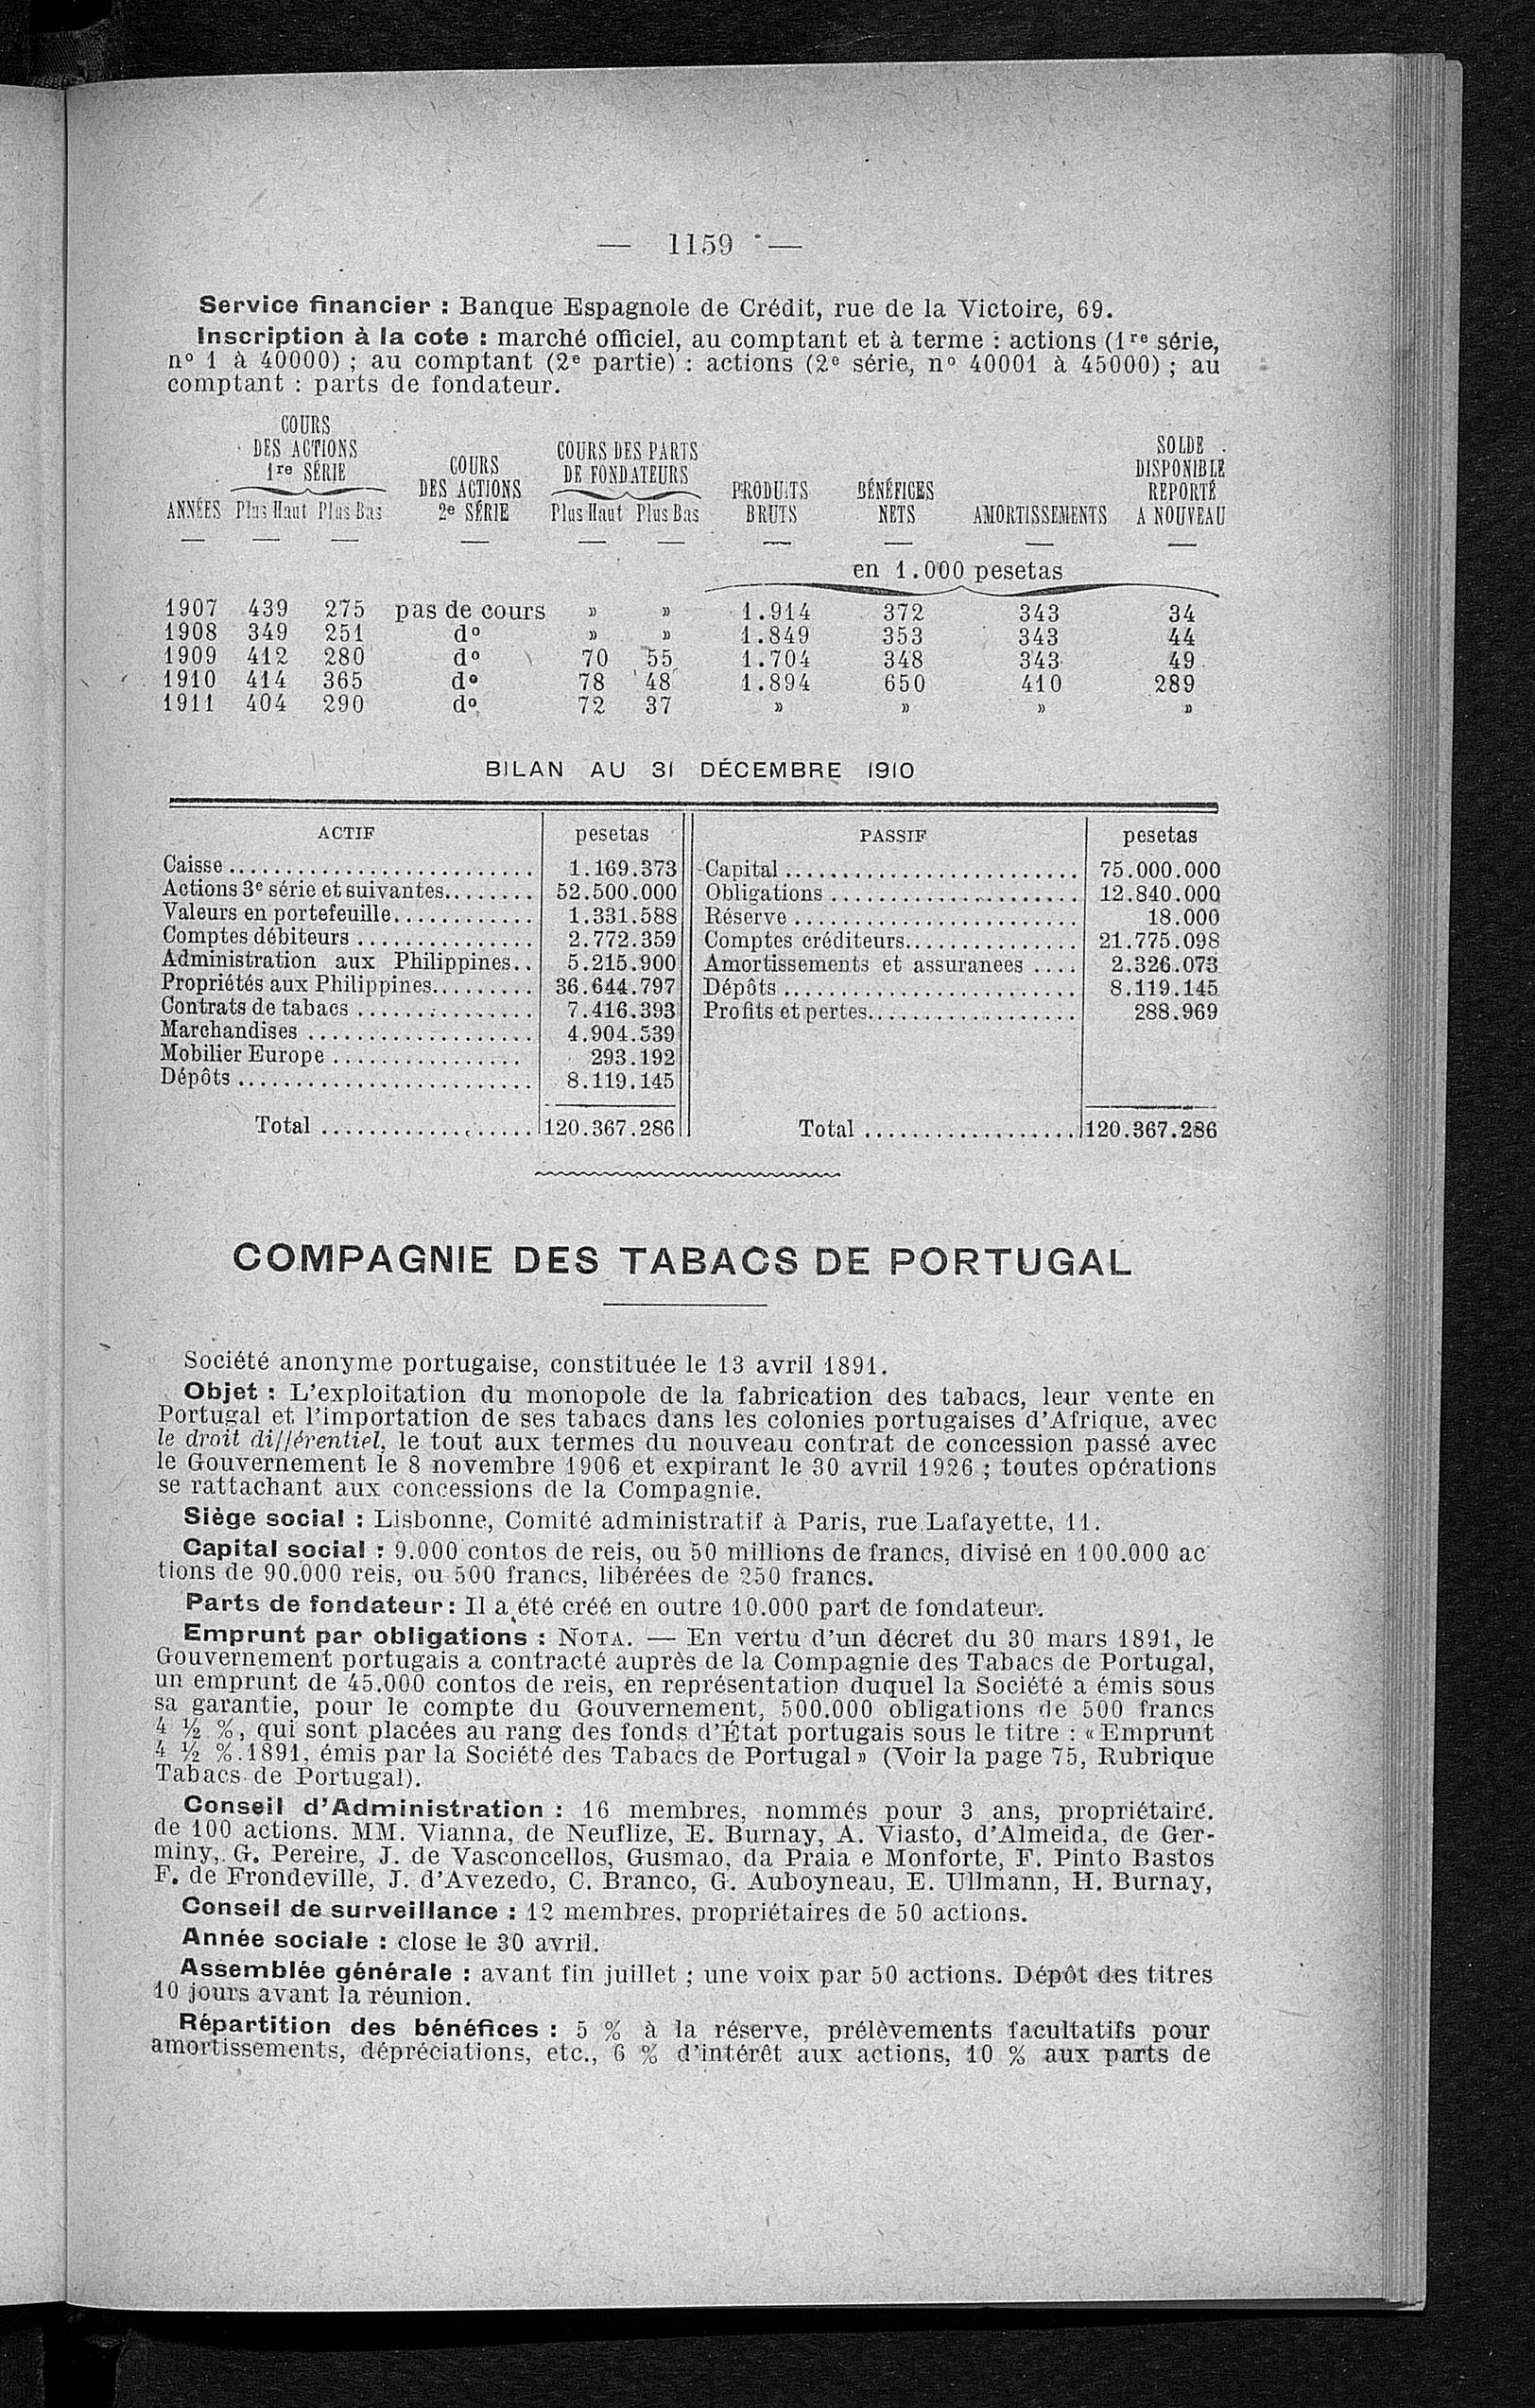 — 1159 —
Service financier : Banque Espagnole de Crédit, rue de la Victoire, 69.
Inscription à la cote : marché officiel, au comptant et à terme : actions (1re série,
no 1 à 40000) ; au comptant (2e partie) : actions (2e série, no 40001 à 45000) ; au
comptant : parts de fondateur.
COURS
DES ACTIONS
1re SÉRIE
COURS
DES ACTIONS
2e SÉRIE
COURS DES PARTS
DE FONDATEURS
SOLDE
DISPONIBLE
REPORTÉ
A NOUVEAU
ANNÉES Plus Haut Plus Bas Plus Haut Plus Bas PRODUITS BRUTS BÉNÉFICES NETS AMORTISSEMENTS
en 1.000 pesetas
1907 439 275 pas de cours » » 1.914 372 343 34
1908 349 251 do » » 1.849 353 343 44
1909 412 280 do 70 55 1.704 348 343 49
1910 414 365 do 78 48 1.894 650 410 289
1911 404 290 do 72 37 » » » »
BILAN AU 31 DÉCEMBRE 1910
ACTIF pesetas PASSIF pesetas
Caisse .......................... 1.169.373 Capital ......................... 75.000.000
Actions 3e série et suivantes........ 52.500.000 Obligations ..................... 12.840.000
Valeurs en portefeuille............ 1.331.588 Réserve ......................... 18.000
Comptes débiteurs ............... 2.772.359 Comptes créditeurs............... 21.775.098
Administration aux Philippines.. 5.215.900 Amortissements et assurances .... 2.326.073
Propriétés aux Philippines......... 36.644.797 Dépôts ......................... 8.119.145
Contrats de tabacs ............... 7.416.393 Profits et pertes.................. 288.969
Marchandises ................... 4.904.539
Mobilier Europe ................ 293.192
Dépôts ......................... 8.119.145
Total .................. 120.367.286 Total .................. 120.367.286
COMPAGNIE DES TABACS DE PORTUGAL
Société anonyme portugaise, constituée le 13 avril 1891.
Objet : L'exploitation du monopole de la fabrication des tabacs, leur vente en
Portugal et l'importation de ses tabacs dans les colonies portugaises d'Afrique, avec
le droit différentiel, le tout aux termes du nouveau contrat de concession passé avec
le Gouvernement le 8 novembre 1906 et expirant le 30 avril 1926 ; toutes opérations
se rattachant aux concessions de la Compagnie.
Siège social : Lisbonne, Comité administratif à Paris, rue Lafayette, 11.
Capital social : 9.000 contos de reis, ou 50 millions de francs, divisé en 100.000 ac
tions de 90.000 reis, ou 500 francs, libérées de 250 francs.
Parts de fondateur : Il a été créé en outre 10.000 part de fondateur.
Emprunt par obligations : NOTA. — En vertu d'un décret du 30 mars 1891, le
Gouvernement portugais a contracté auprès de la Compagnie des Tabacs de Portugal,
un emprunt de 45.000 contos de reis, en représentation duquel la Société a émis sous
sa garantie, pour le compte du Gouvernement, 500.000 obligations de 500 francs
4 ½ %, qui sont placées au rang des fonds d'État portugais sous le titre : « Emprunt
4 ½ % 1891, émis par la Société des Tabacs de Portugal » (Voir la page 75, Rubrique
Tabacs de Portugal).
Conseil d'Administration : 16 membres, nommés pour 3 ans, propriétaire.
de 100 actions. MM. Vianna, de Neuflize, E. Burnay, A. Viasto, d'Almeida, de Ger-
miny, G. Pereire, J. de Vasconcellos, Gusmao, da Praia e Monforte, F. Pinto Bastos
F. de Frondeville, J. d'Avezedo, C. Branco, G. Auboyneau, E. Ullmann, H. Burnay,
Conseil de surveillance : 12 membres, propriétaires de 50 actions.
Année sociale : close le 30 avril.
Assemblée générale : avant fin juillet ; une voix par 50 actions. Dépôt des titres
10 jours avant la réunion.
Répartition des bénéfices : 5 % à la réserve, prélèvements facultatifs pour
amortissements, dépréciations, etc., 6 % d'intérêt aux actions, 10 % aux parts de